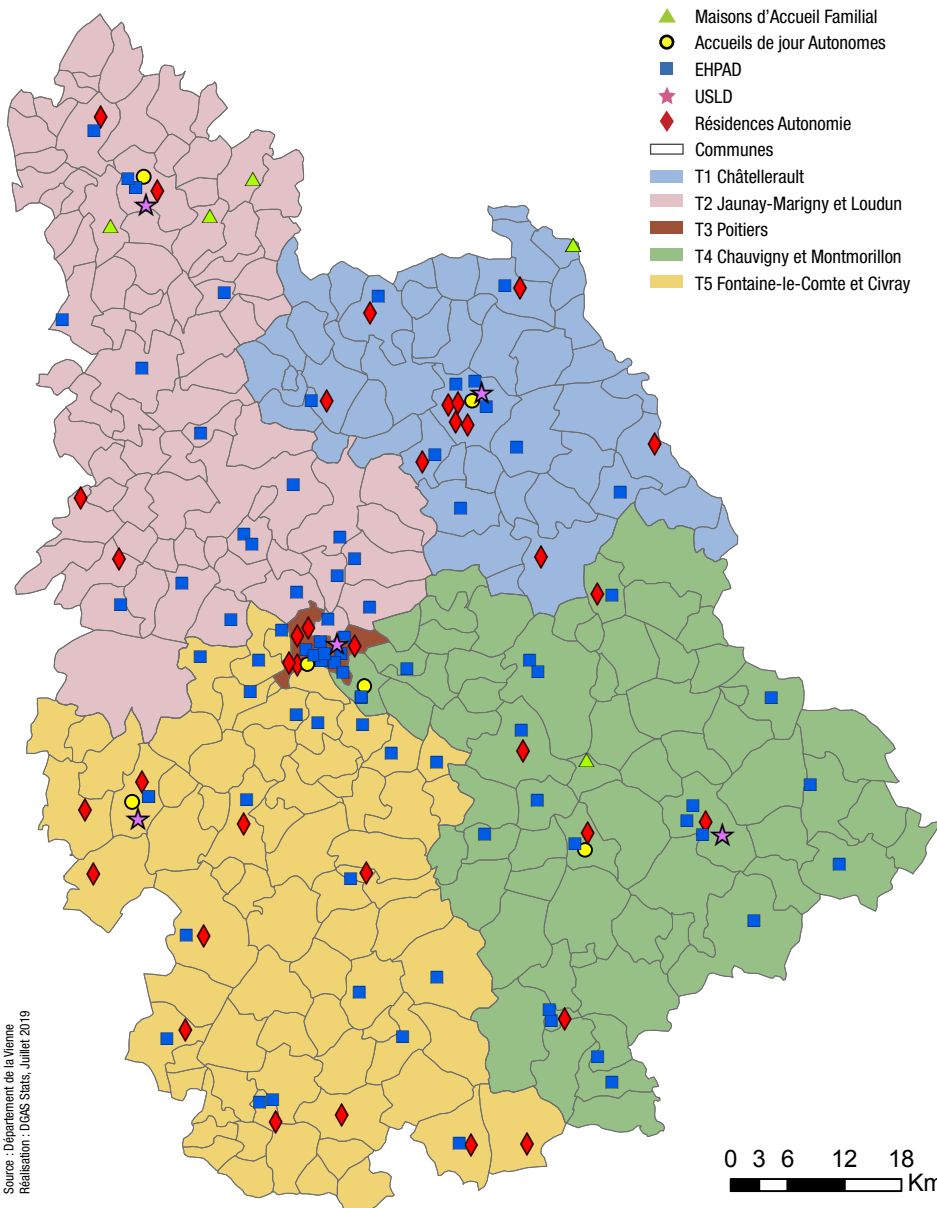 Maisons d'Accueil Familial
Accueils de jour Autonomes
EHPAD
USLD
Résidences Autonomie
Communes
T1 Châtellerault
T2 Jaunay-Marigny et Loudun
T3 Poitiers
T4 Chauvigny et Montmorillon
T5 Fontaine-le-Comte et Civray
Source : Département de la Vienne
Réalisation : DGAS Stats, Juillet 2019
0 3 6 12 18
Km